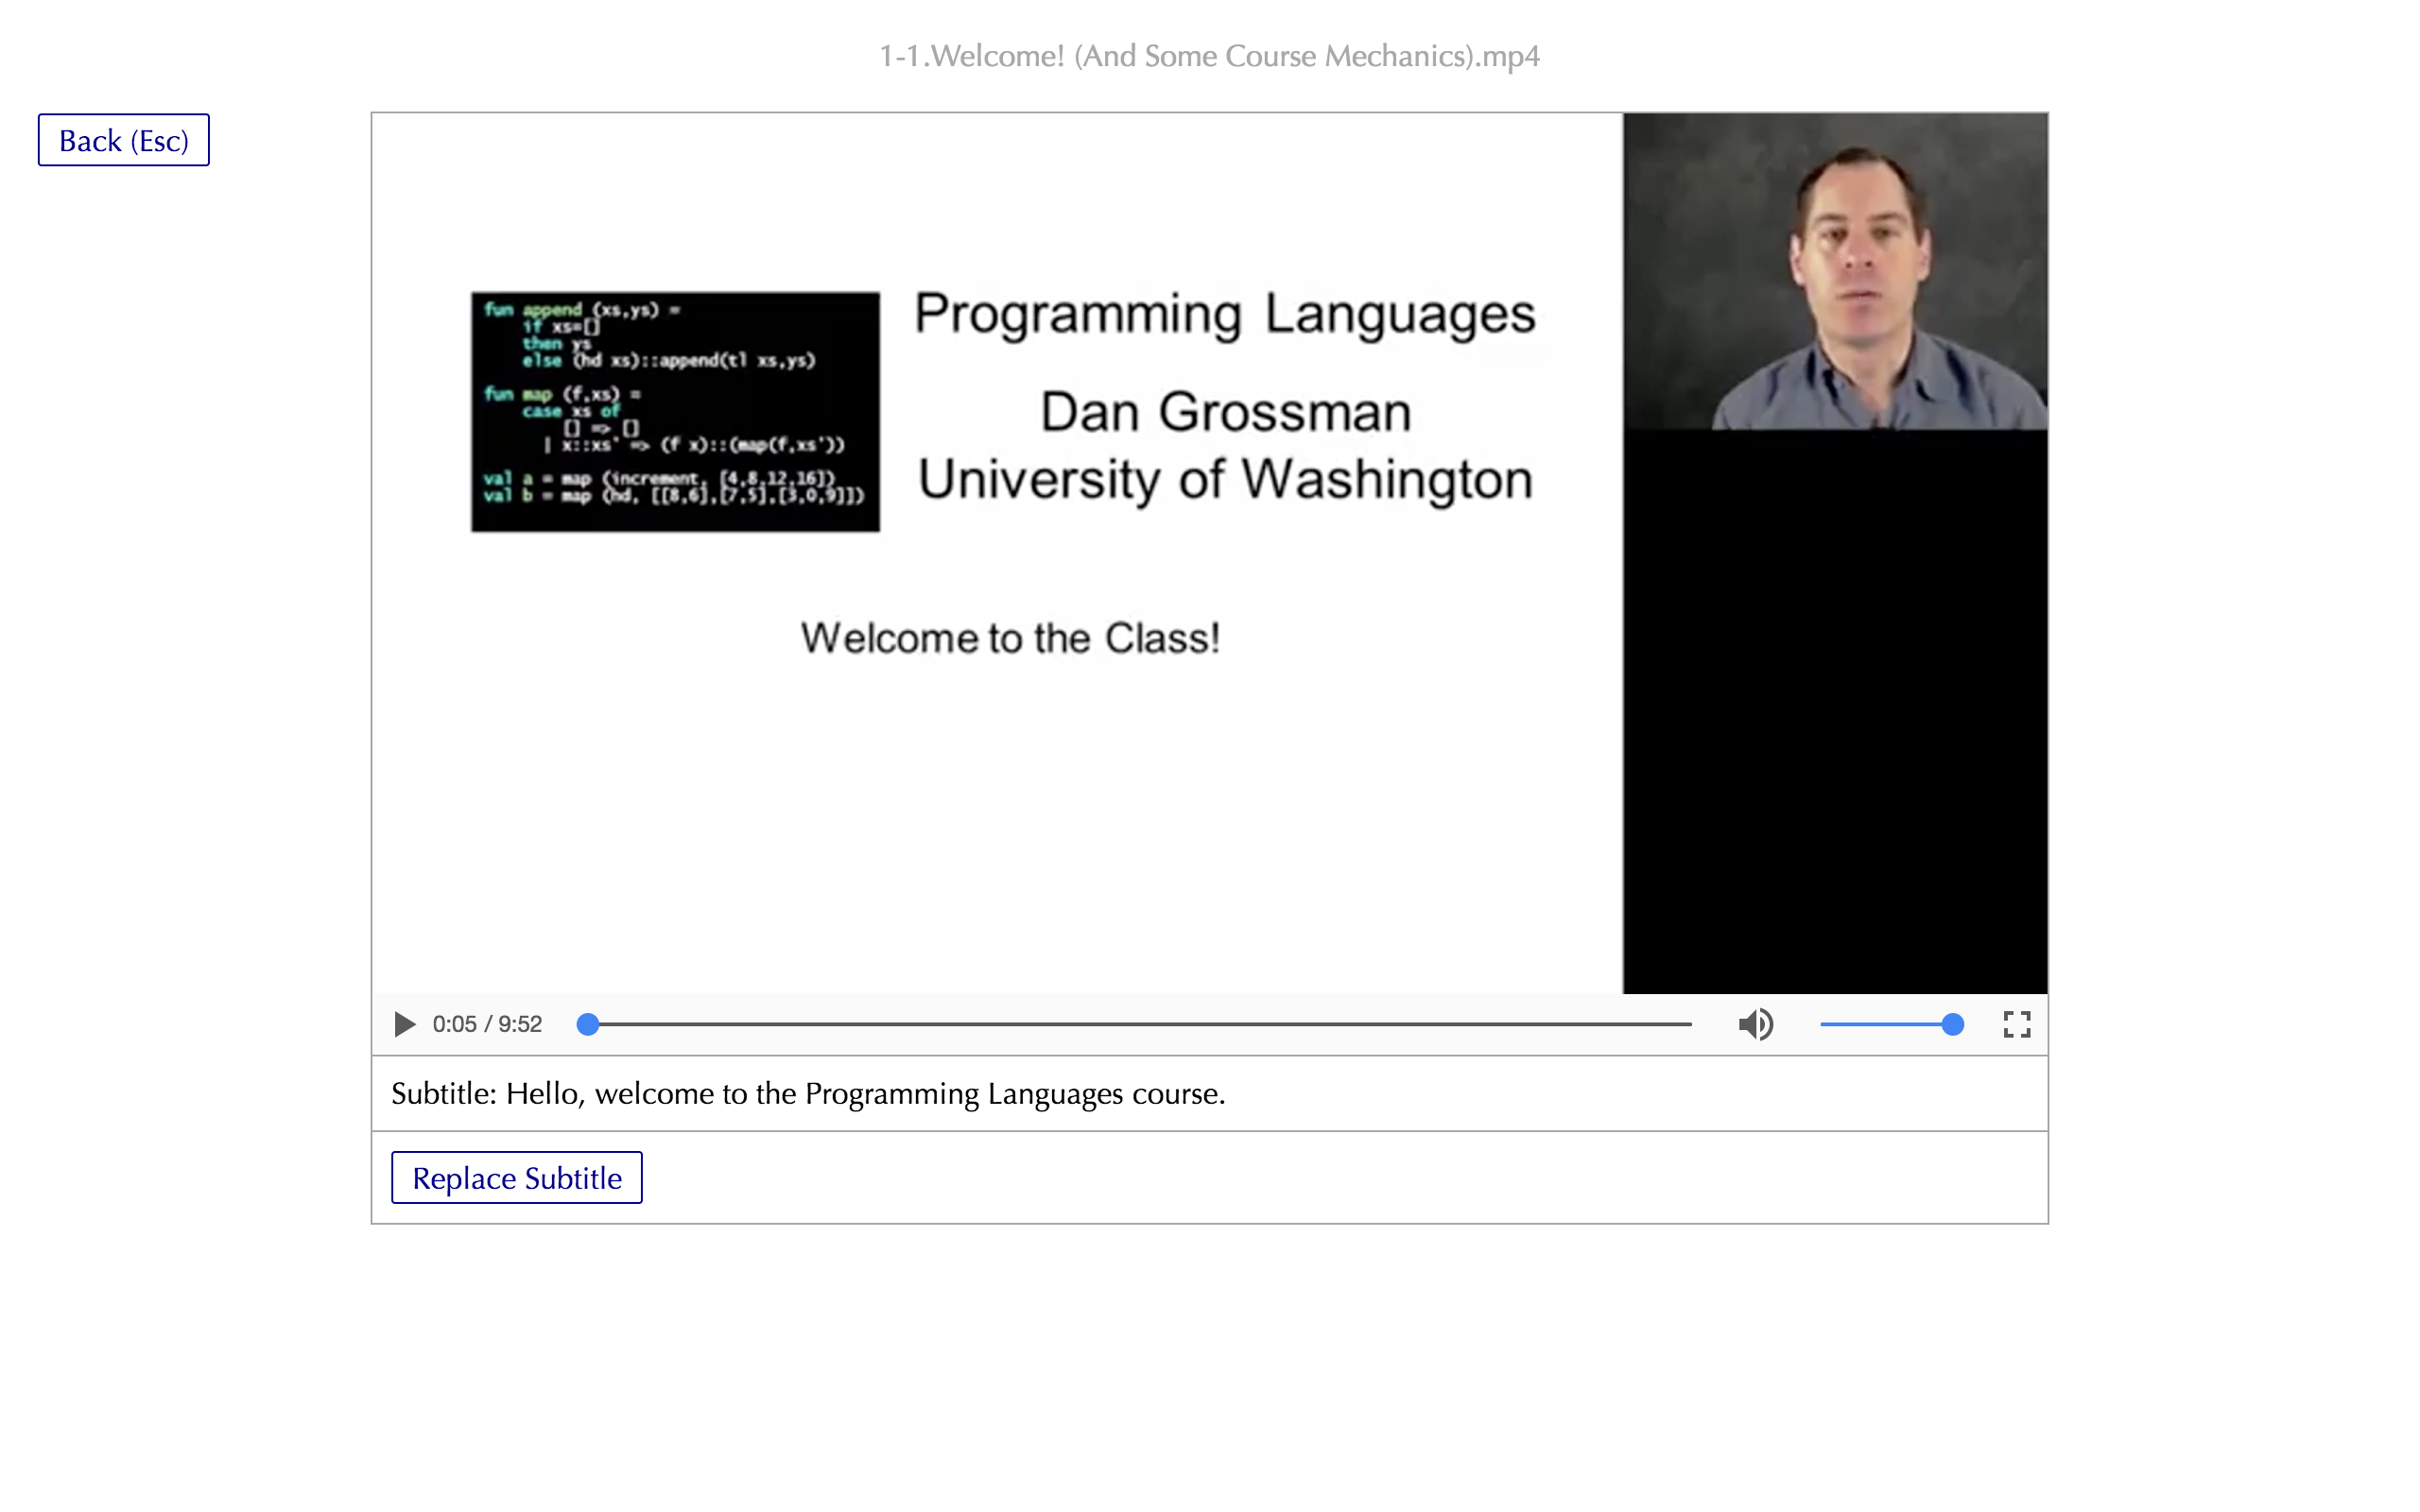 1-1.Welcome! (And Some Course Mechanics).mp4
Back (Esc)
fun append (xs,ys) =
if xs=[]
then ys
else (hd xs)::append(tl xs,ys)
fun map (f,xs) =
case xs of
[] => []
| x::xs' => (f x)::(map(f,xs'))
val a = map (increment, [4,8,12,16])
val b = map (hd, [[8,6],[7,5],[3,0,9]])
Programming Languages
Dan Grossman
University of Washington
Welcome to the Class!
0:05 / 9:52
Subtitle: Hello, welcome to the Programming Languages course.
Replace Subtitle